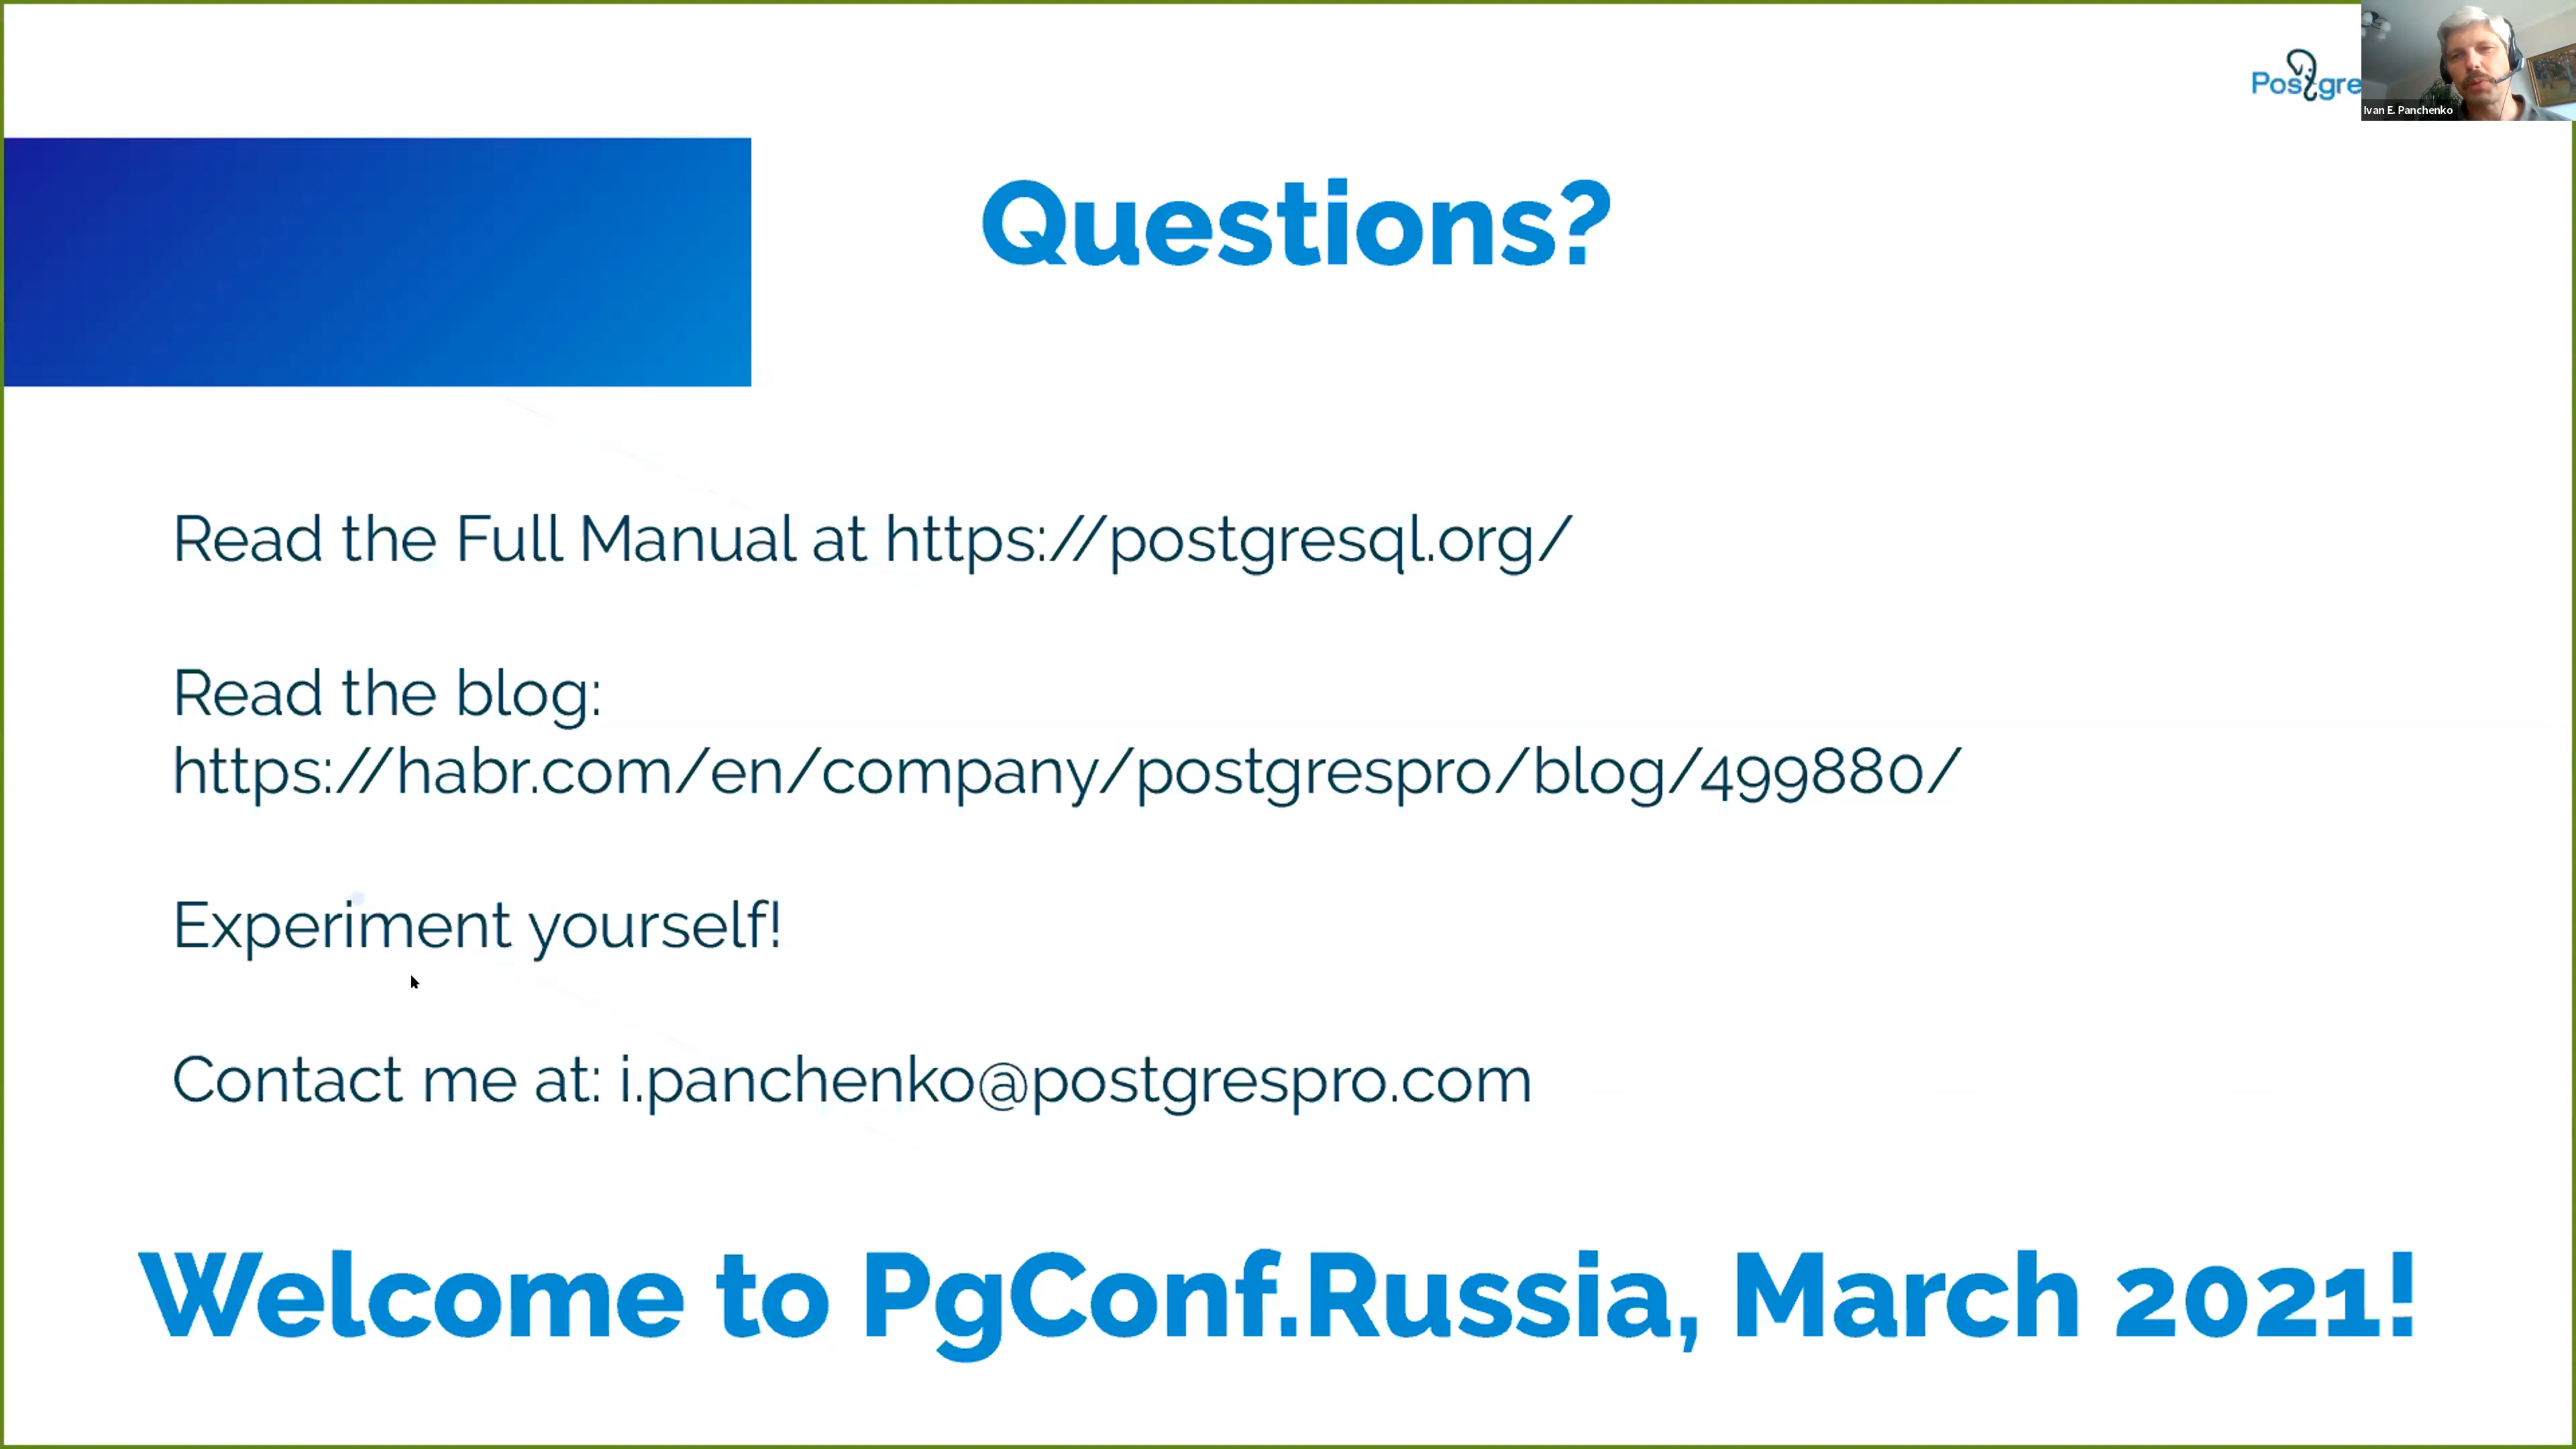 Postgre
Ivan E. Panchenko
Questions?
Read the Full Manual at https://postgresql.org/
Read the blog:
https://habr.com/en/company/postgrespro/blog/499880/
Experiment yourself!
Contact me at: i.panchenko@postgrespro.com
Welcome to PgConf.Russia, March 2021!